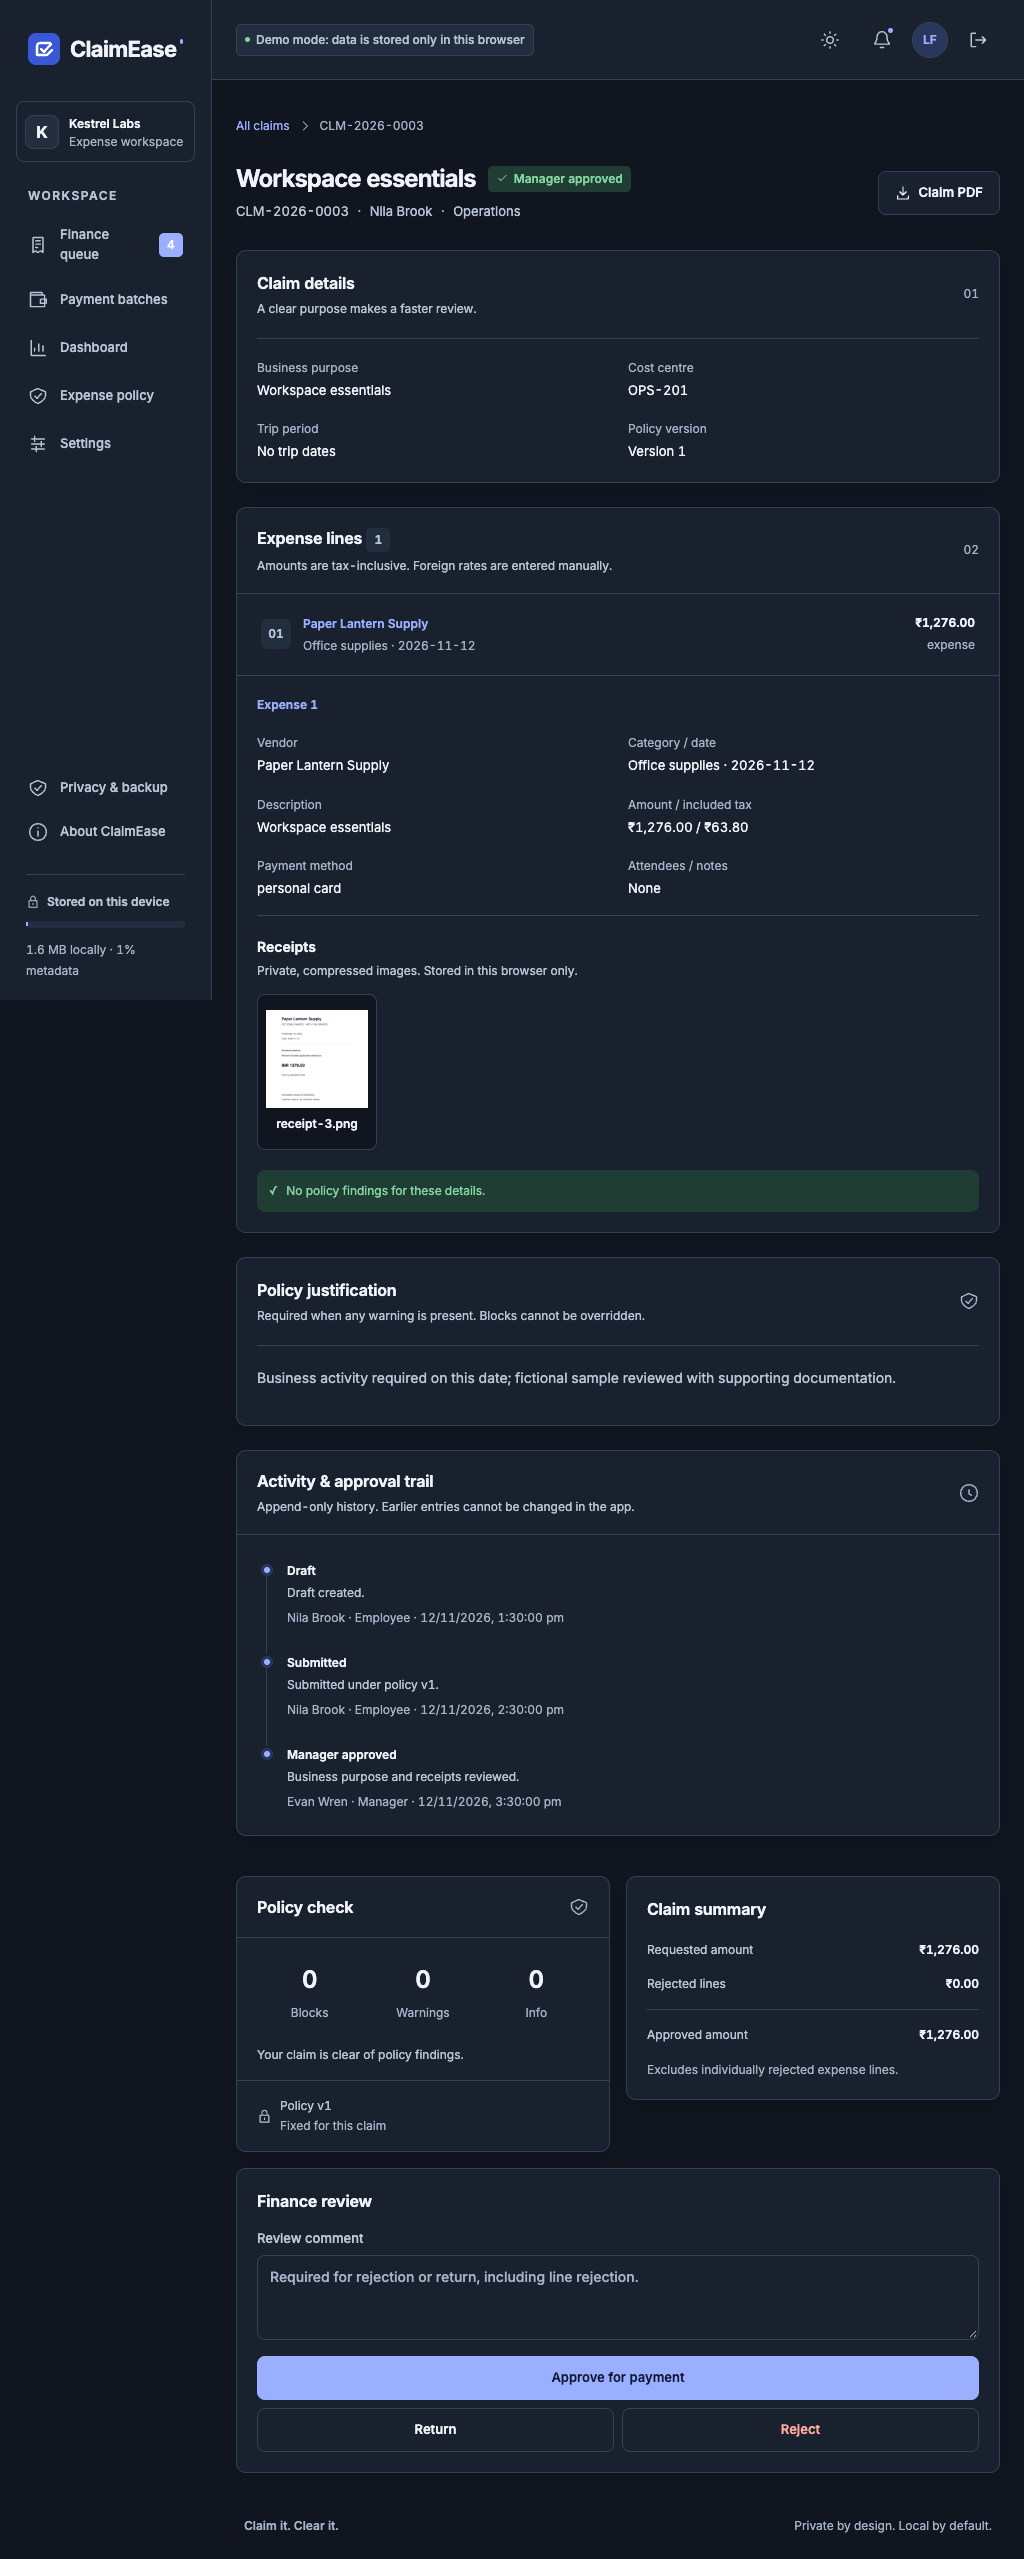 ClaimEase
Demo mode: data is stored only in this browser
LF
K
Kestrel Labs
Expense workspace
WORKSPACE
Finance queue
4
Payment batches
Dashboard
Expense policy
Settings
Privacy & backup
About ClaimEase
Stored on this device
1.6 MB locally · 1%
metadata
All claims > CLM-2026-0003
Workspace essentials
Manager approved
CLM-2026-0003 · Nila Brook · Operations
Claim PDF
Claim details
A clear purpose makes a faster review.
01
Business purpose
Workspace essentials
Cost centre
OPS-201
Trip period
No trip dates
Policy version
Version 1
Expense lines 1
Amounts are tax-inclusive. Foreign rates are entered manually.
02
01
Paper Lantern Supply
Office supplies · 2026-11-12
₹1,276.00
expense
Expense 1
Vendor
Paper Lantern Supply
Category / date
Office supplies · 2026-11-12
Description
Workspace essentials
Amount / included tax
₹1,276.00 / ₹63.80
Payment method
personal card
Attendees / notes
None
Receipts
Private, compressed images. Stored in this browser only.
Paper Lantern Supply
INR 1276.00
receipt-3.png
✓ No policy findings for these details.
Policy justification
Required when any warning is present. Blocks cannot be overridden.
Business activity required on this date; fictional sample reviewed with supporting documentation.
Activity & approval trail
Append-only history. Earlier entries cannot be changed in the app.
Draft
Draft created.
Nila Brook · Employee · 12/11/2026, 1:30:00 pm
Submitted
Submitted under policy v1.
Nila Brook · Employee · 12/11/2026, 2:30:00 pm
Manager approved
Business purpose and receipts reviewed.
Evan Wren · Manager · 12/11/2026, 3:30:00 pm
Policy check
0
Blocks
0
Warnings
0
Info
Your claim is clear of policy findings.
Policy v1
Fixed for this claim
Claim summary
Requested amount ₹1,276.00
Rejected lines ₹0.00
Approved amount ₹1,276.00
Excludes individually rejected expense lines.
Finance review
Review comment
Required for rejection or return, including line rejection.
Approve for payment
Return
Reject
Claim it. Clear it.
Private by design. Local by default.